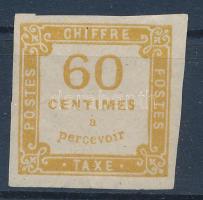 CHIFFRE
POSTES
60
CENTIMES
à
percevoir
POSTES
· TAXE ·